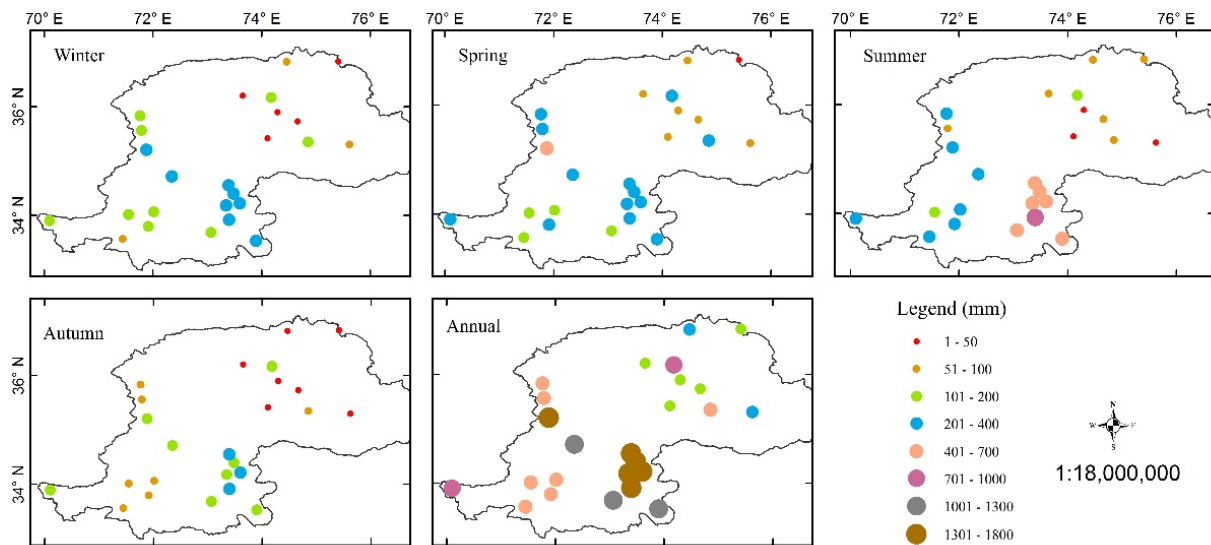 70° E 72° E 74° E 76° E 70° E 72° E 74° E 76° E 70° E 72° E 74° E 76° E
Winter
Spring
Summer
36° N
34° N
Autumn
Annual
36° N
34° N
Legend (mm)
1 - 50
51 - 100
101 - 200
201 - 400
401 - 700
701 - 1000
1001 - 1300
1301 - 1800
N
W
S
1:18,000,000